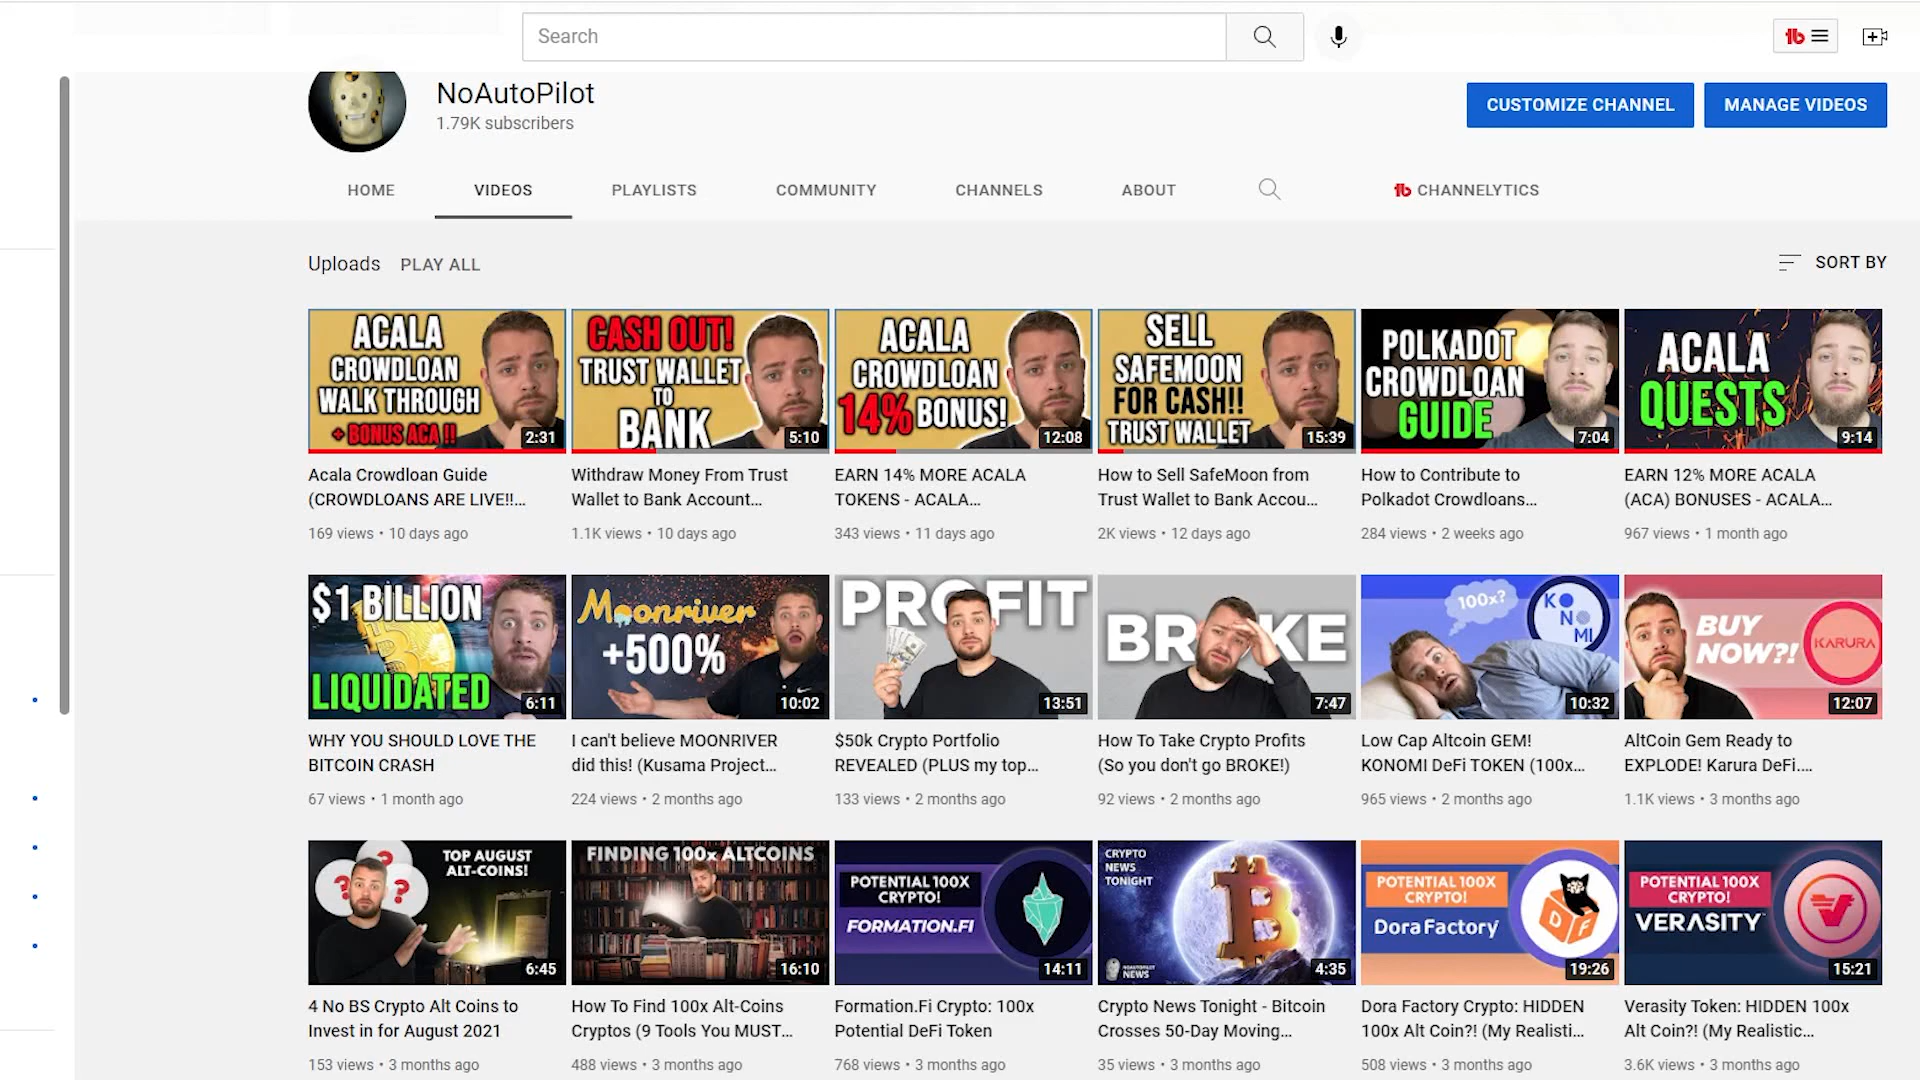 Search
NoAutoPilot
1.79K subscribers
CUSTOMIZE CHANNEL
MANAGE VIDEOS
HOME
VIDEOS
PLAYLISTS
COMMUNITY
CHANNELS
ABOUT
CHANNELYTICS
Uploads
PLAY ALL
SORT BY
ACALA
CROWDLOAN
WALK THROUGH
+ BONUS ACA !!
2:31
CASH OUT!
TRUST WALLET
TO
BANK
5:10
ACALA
CROWDLOAN
14% BONUS!
12:08
SELL
SAFEMOON
FOR CASH!!
TRUST WALLET
15:39
POLKADOT
CROWDLOAN
GUIDE
7:04
ACALA
QUESTS
9:14
Acala Crowdloan Guide
(CROWDLOANS ARE LIVE!!...
169 views • 10 days ago
Withdraw Money From Trust
Wallet to Bank Account...
1.1K views • 10 days ago
EARN 14% MORE ACALA
TOKENS - ACALA...
343 views • 11 days ago
How to Sell SafeMoon from
Trust Wallet to Bank Accou...
2K views • 12 days ago
How to Contribute to
Polkadot Crowdloans...
284 views • 2 weeks ago
EARN 12% MORE ACALA
(ACA) BONUSES - ACALA...
967 views • 1 month ago
$1 BILLION
LIQUIDATED
6:11
Moonriver
+500%
10:02
PROFIT
13:51
BROKE
7:47
100x?
KONOMI
10:32
BUY
NOW?!
KARURA
12:07
WHY YOU SHOULD LOVE THE
BITCOIN CRASH
67 views • 1 month ago
I can't believe MOONRIVER
did this! (Kusama Project...
224 views • 2 months ago
$50k Crypto Portfolio
REVEALED (PLUS my top...
133 views • 2 months ago
How To Take Crypto Profits
(So you don't go BROKE!)
92 views • 2 months ago
Low Cap Altcoin GEM!
KONOMI DeFi TOKEN (100x...
965 views • 2 months ago
AltCoin Gem Ready to
EXPLODE! Karura DeFi....
1.1K views • 3 months ago
? ? ?
TOP AUGUST
ALT-COINS!
6:45
FINDING 100x ALTCOINS
16:10
POTENTIAL 100X
CRYPTO!
FORMATION.FI
14:11
CRYPTO
NEWS
TONIGHT
NOAUTOPILOT
NEWS
4:35
POTENTIAL 100X
CRYPTO!
Dora Factory
D F
19:26
POTENTIAL 100X
CRYPTO!
VERASITY
15:21
4 No BS Crypto Alt Coins to
Invest in for August 2021
153 views • 3 months ago
How To Find 100x Alt-Coins
Cryptos (9 Tools You MUST...
488 views • 3 months ago
Formation.Fi Crypto: 100x
Potential DeFi Token
768 views • 3 months ago
Crypto News Tonight - Bitcoin
Crosses 50-Day Moving...
35 views • 3 months ago
Dora Factory Crypto: HIDDEN
100x Alt Coin?! (My Realisti...
508 views • 3 months ago
Verasity Token: HIDDEN 100x
Alt Coin?! (My Realistic...
3.6K views • 3 months ago